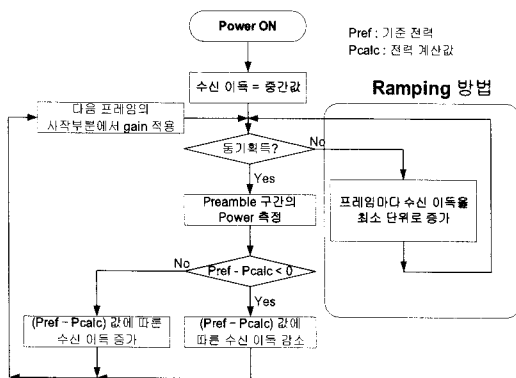 Power ON
Pref : 기준 전력
Pcalc : 전력 계산값
수신 이득 = 중간값
Ramping 방법
다음 프레임의
시작부분에서 gain 적용
동기획득?
No
Yes
Preamble 구간의
Power 측정
프레임마다 수신 이득을
최소 단위로 증가
Pref - Pcalc < 0
No
Yes
(Pref – Pcalc) 값에 따른
수신 이득 증가
(Pref – Pcalc) 값에
따른 수신 이득 감소